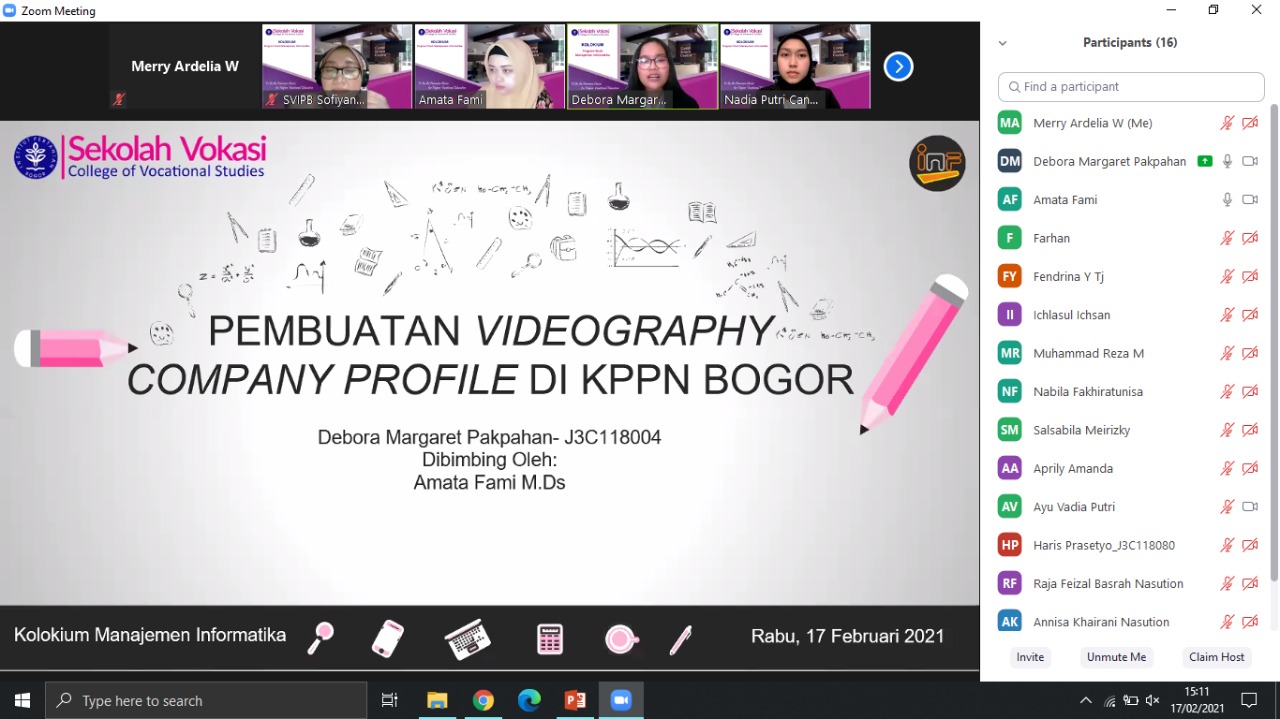 Zoom Meeting
Merry Ardelia W
SVIPB Sofiyan...
Amata Fami
Debora Margar...
Nadia Putri Can...
KOLOKIUM
Sekolah Vokasi
College of Vocational Studies
INF
PEMBUATAN VIDEOGRAPHY
COMPANY PROFILE DI KPPN BOGOR
Debora Margaret Pakpahan- J3C118004
Dibimbing Oleh:
Amata Fami M.Ds
Kolokium Manajemen Informatika
Rabu, 17 Februari 2021
Participants (16)
Find a participant
MA Merry Ardelia W (Me)
DM Debora Margaret Pakpahan
AF Amata Fami
F Farhan
FY Fendrina Y Tj
II Ichlasul Ichsan
MR Muhammad Reza M
NF Nabila Fakhiratunisa
SM Salsabila Meirizky
AA Aprily Amanda
AV Ayu Vadia Putri
HP Haris Prasetyo_J3C118080
RF Raja Feizal Basrah Nasution
AK Annisa Khairani Nasution
Invite
Unmute Me
Claim Host
Type here to search
15:11
17/02/2021